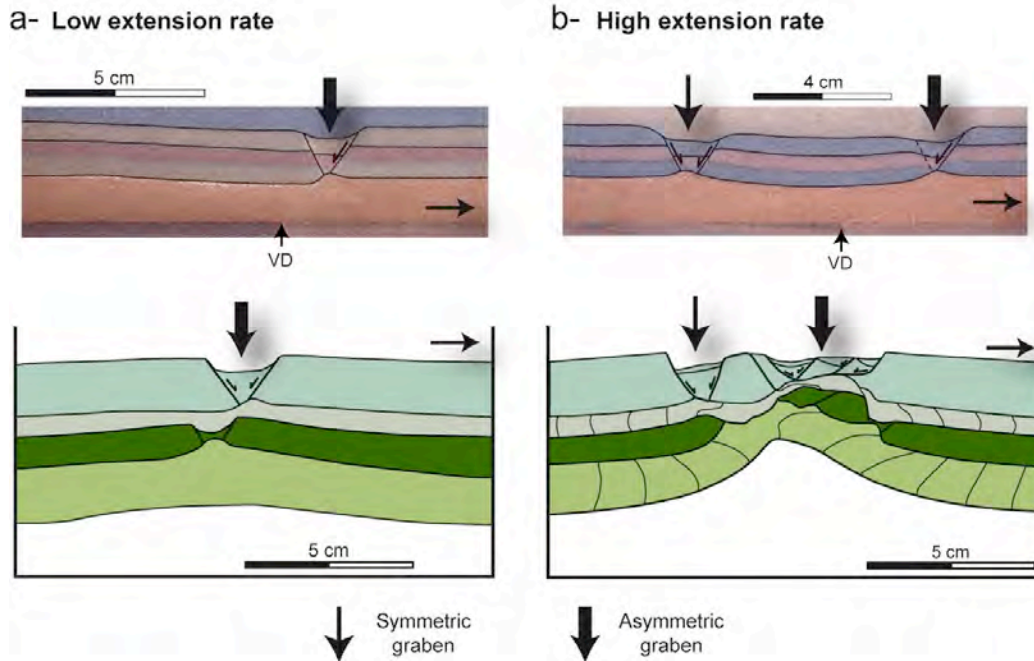 a- Low extension rate
b- High extension rate
5 cm
4 cm
VD
VD
5 cm
5 cm
Symmetric
graben
Asymmetric
graben